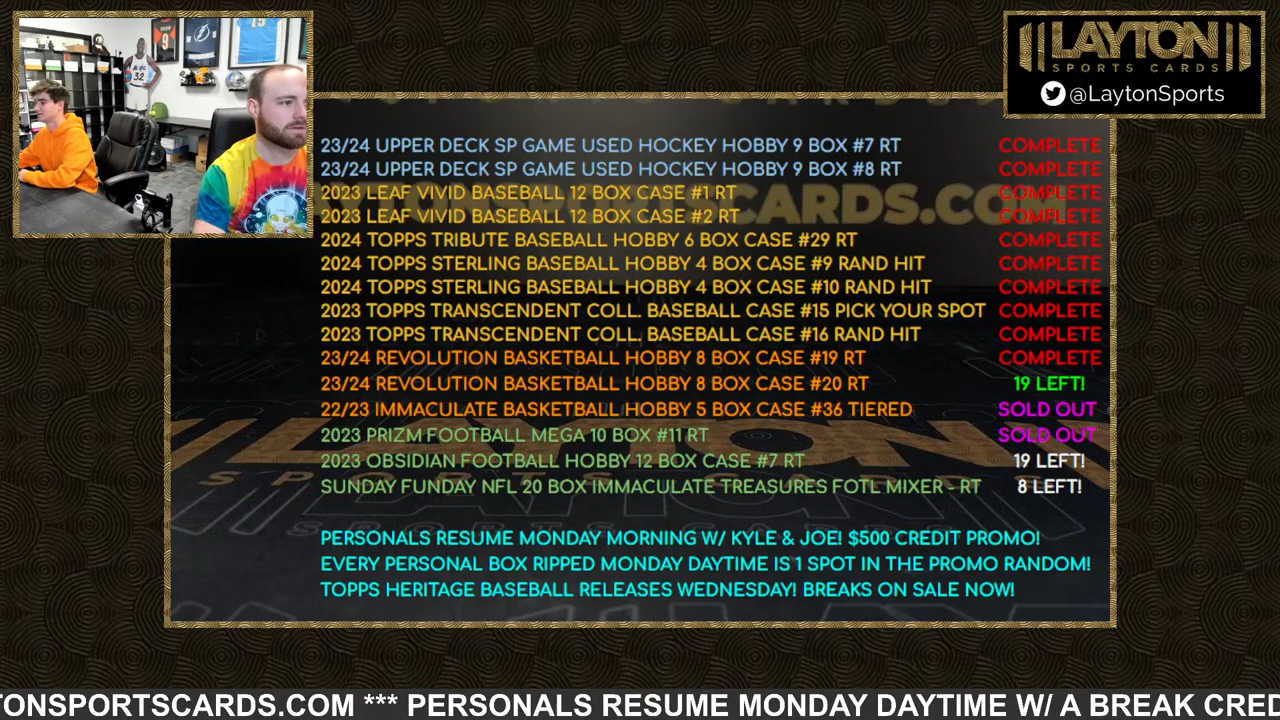 LAYTON
SPORTS CARDS
@LaytonSports
23/24 UPPER DECK SP GAME USED HOCKEY HOBBY 9 BOX #7 RT COMPLETE
23/24 UPPER DECK SP GAME USED HOCKEY HOBBY 9 BOX #8 RT COMPLETE
2023 LEAF VIVID BASEBALL 12 BOX CASE #1 RT COMPLETE
2023 LEAF VIVID BASEBALL 12 BOX CASE #2 RT COMPLETE
2024 TOPPS TRIBUTE BASEBALL HOBBY 6 BOX CASE #29 RT COMPLETE
2024 TOPPS STERLING BASEBALL HOBBY 4 BOX CASE #9 RAND HIT COMPLETE
2024 TOPPS STERLING BASEBALL HOBBY 4 BOX CASE #10 RAND HIT COMPLETE
2023 TOPPS TRANSCENDENT COLL. BASEBALL CASE #15 PICK YOUR SPOT COMPLETE
2023 TOPPS TRANSCENDENT COLL. BASEBALL CASE #16 RAND HIT COMPLETE
23/24 REVOLUTION BASKETBALL HOBBY 8 BOX CASE #19 RT COMPLETE
23/24 REVOLUTION BASKETBALL HOBBY 8 BOX CASE #20 RT 19 LEFT!
22/23 IMMACULATE BASKETBALL HOBBY 5 BOX CASE #36 TIERED SOLD OUT
2023 PRIZM FOOTBALL MEGA 10 BOX #11 RT SOLD OUT
2023 OBSIDIAN FOOTBALL HOBBY 12 BOX CASE #7 RT 19 LEFT!
SUNDAY FUNDAY NFL 20 BOX IMMACULATE TREASURES FOTL MIXER - RT 8 LEFT!
PERSONALS RESUME MONDAY MORNING W/ KYLE & JOE! $500 CREDIT PROMO!
EVERY PERSONAL BOX RIPPED MONDAY DAYTIME IS 1 SPOT IN THE PROMO RANDOM!
TOPPS HERITAGE BASEBALL RELEASES WEDNESDAY! BREAKS ON SALE NOW!
TONSPORTSCARDS.COM *** PERSONALS RESUME MONDAY DAYTIME W/ A BREAK CRED